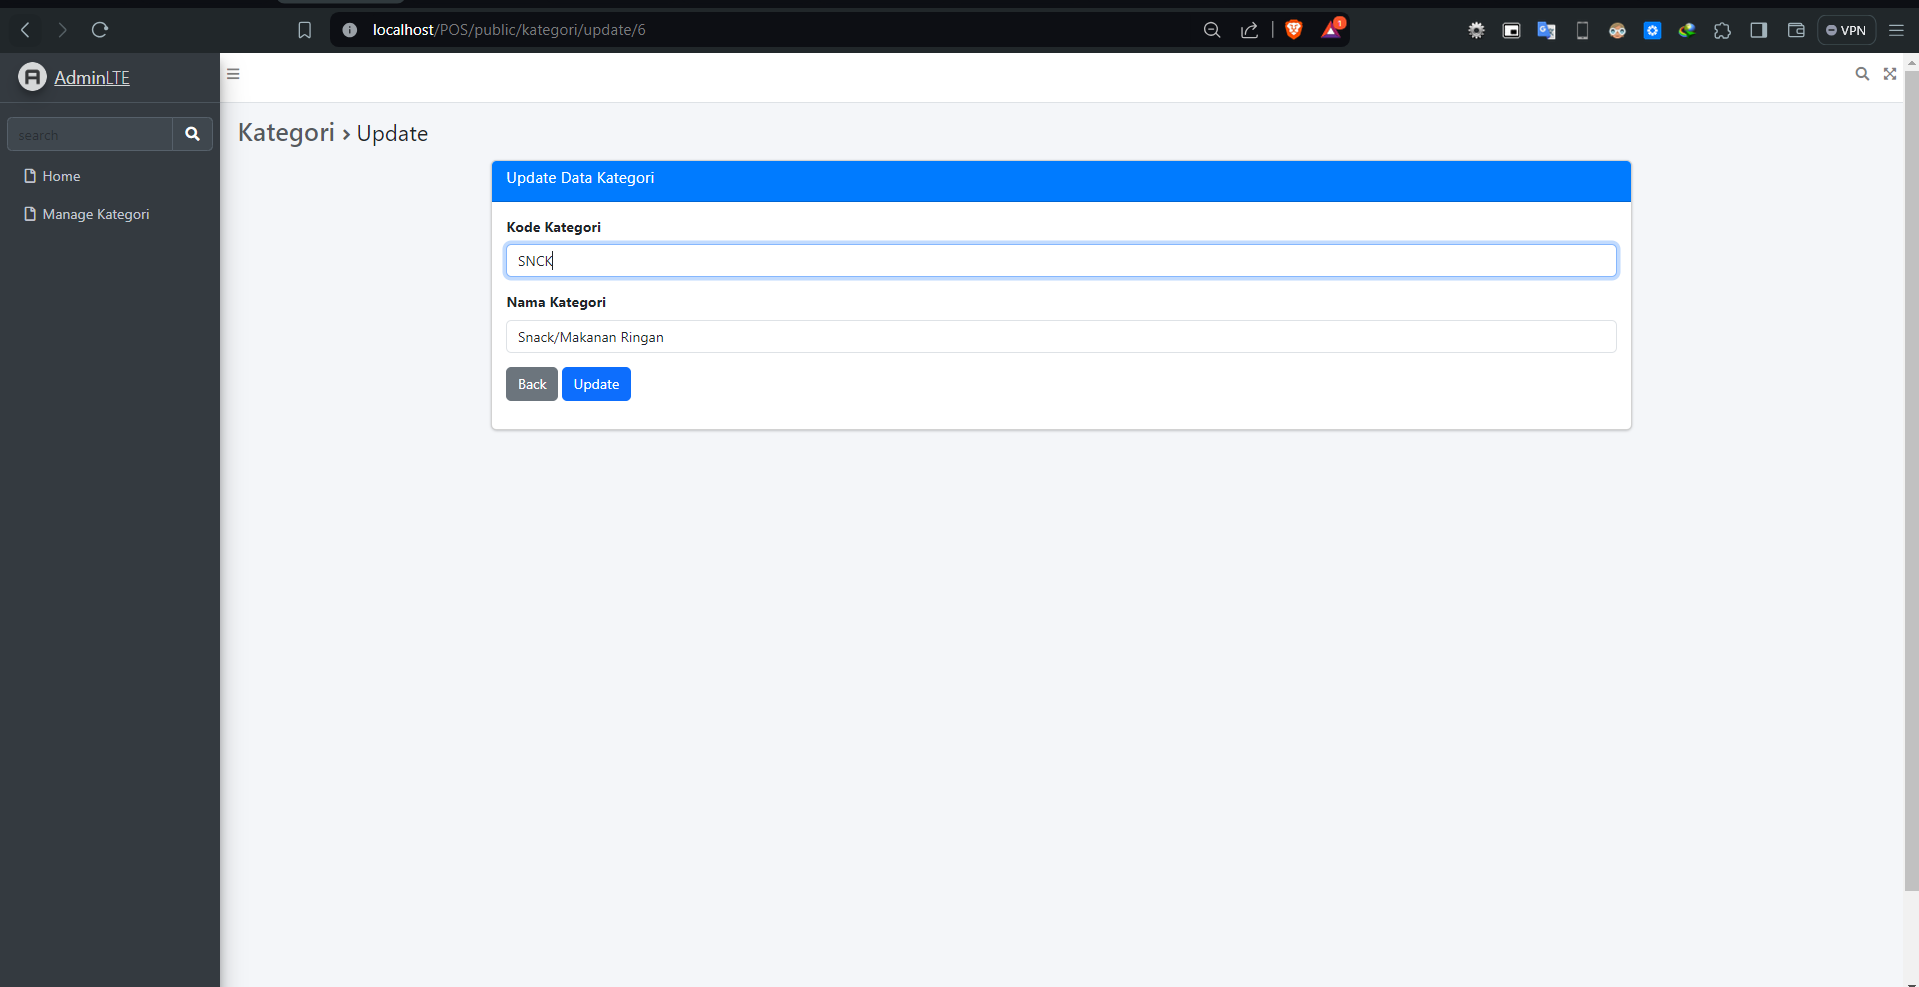 localhost/POS/public/kategori/update/6
1
VPN
AdminLTE
search
Home
Manage Kategori
Kategori › Update
Update Data Kategori
Kode Kategori
SNCK
Nama Kategori
Snack/Makanan Ringan
Back
Update